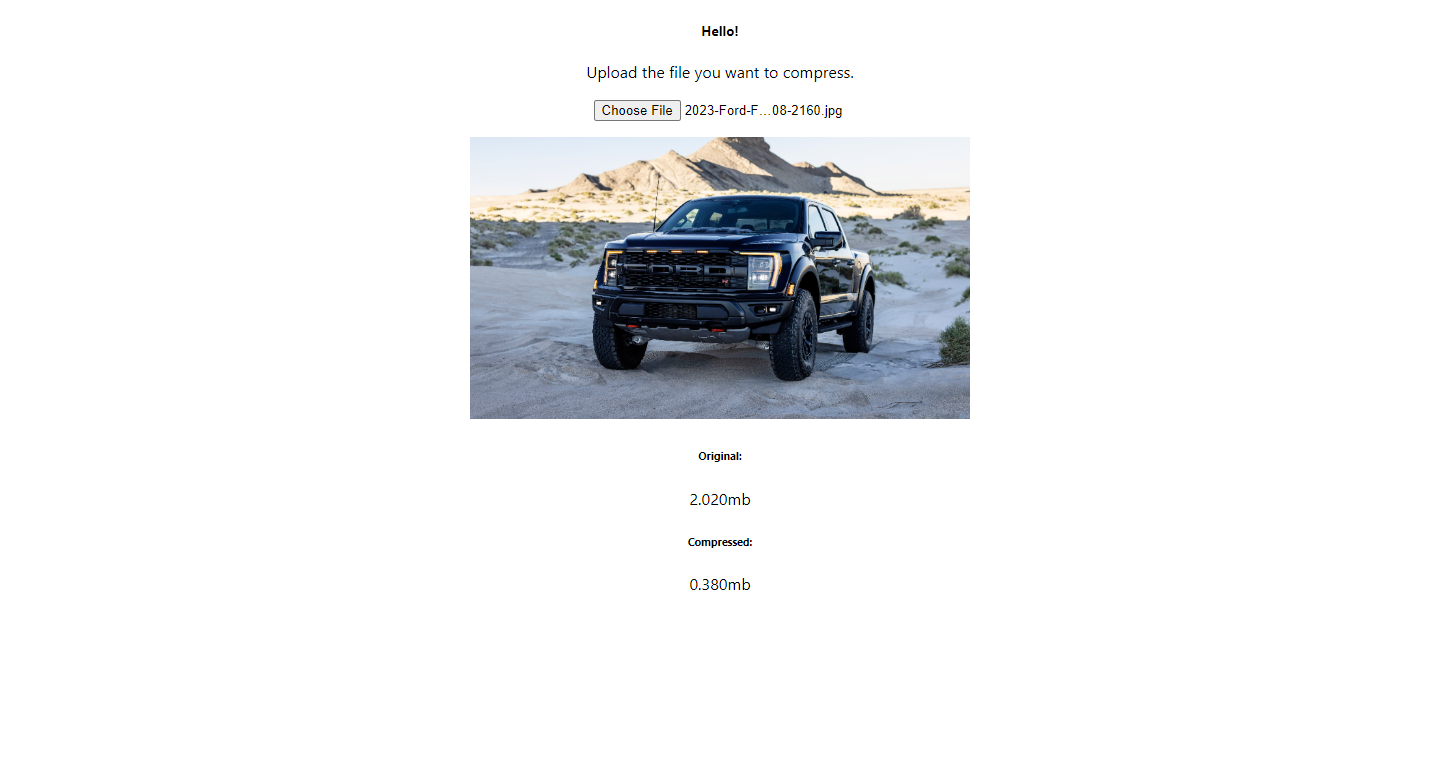 Hello!
Upload the file you want to compress.
Choose File 2023-Ford-F...08-2160.jpg
Original:
2.020mb
Compressed:
0.380mb